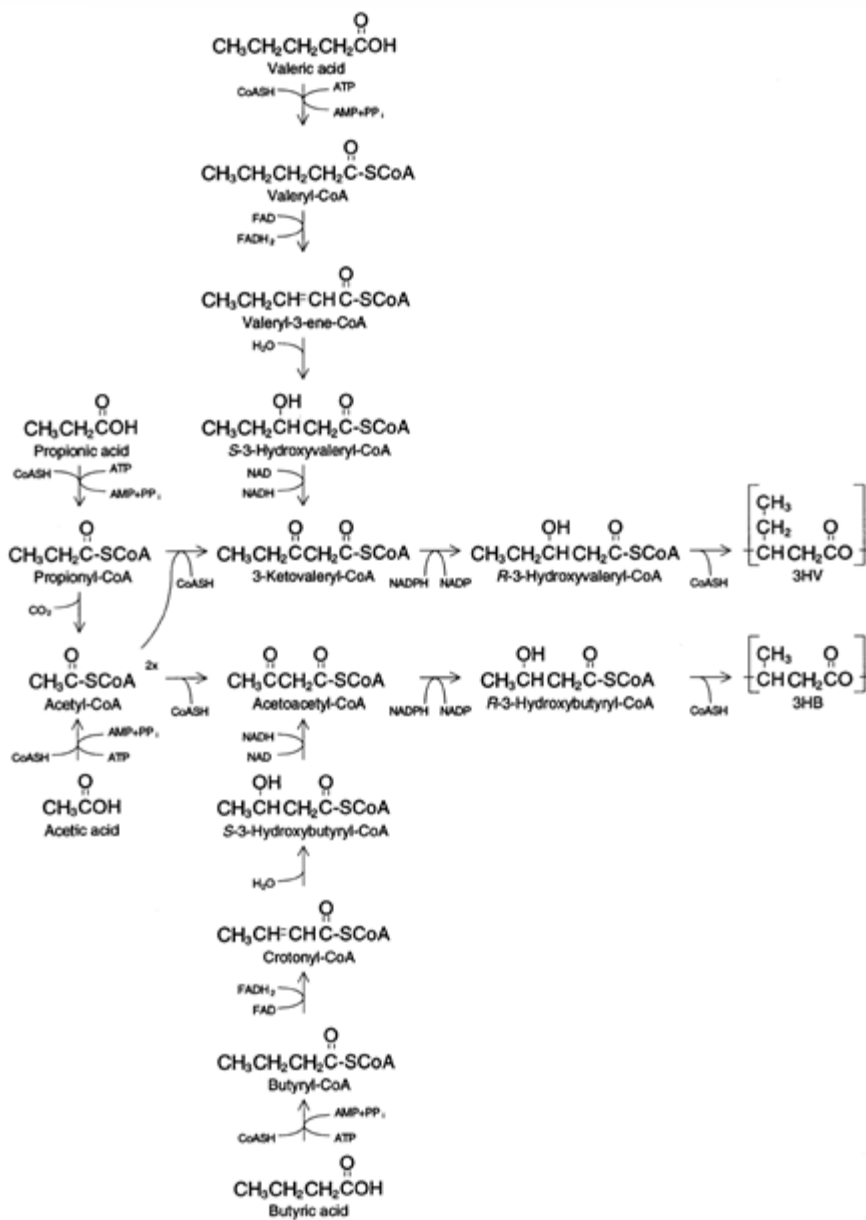 O
CH₃CH₂CH₂CH₂COH
Valeric acid
CoASH
ATP
AMP+PPᵢ
O
CH₃CH₂CH₂CH₂C-SCoA
Valeryl-CoA
FAD
FADH₂
O
CH₃CH₂CH=CHC-SCoA
Valeryl-3-ene-CoA
H₂O
OH O
CH₃CH₂CHCH₂C-SCoA
S-3-Hydroxyvaleryl-CoA
NAD
NADH
O
CH₃CH₂COH
Propionic acid
CoASH
ATP
AMP+PPᵢ
O
CH₃CH₂C-SCoA
Propionyl-CoA
CoASH
O O
CH₃CH₂CCH₂C-SCoA
3-Ketovaleryl-CoA
NADPH NADP
OH O
CH₃CH₂CHCH₂C-SCoA
R-3-Hydroxyvaleryl-CoA
CoASH
CH₃
CH₂ O
CHCH₂CO
3HV
CO₂
O
CH₃C-SCoA
Acetyl-CoA
2x
CoASH
O O
CH₃CCH₂C-SCoA
Acetoacetyl-CoA
NADPH NADP
OH O
CH₃CHCH₂C-SCoA
R-3-Hydroxybutyryl-CoA
CoASH
CH₃ O
CHCH₂CO
3HB
AMP+PPᵢ
CoASH
ATP
O
CH₃COH
Acetic acid
NADH
NAD
OH O
CH₃CHCH₂C-SCoA
S-3-Hydroxybutyryl-CoA
H₂O
O
CH₃CH=CHC-SCoA
Crotonyl-CoA
FADH₂
FAD
O
CH₃CH₂CH₂C-SCoA
Butyryl-CoA
AMP+PPᵢ
CoASH
ATP
O
CH₃CH₂CH₂COH
Butyric acid